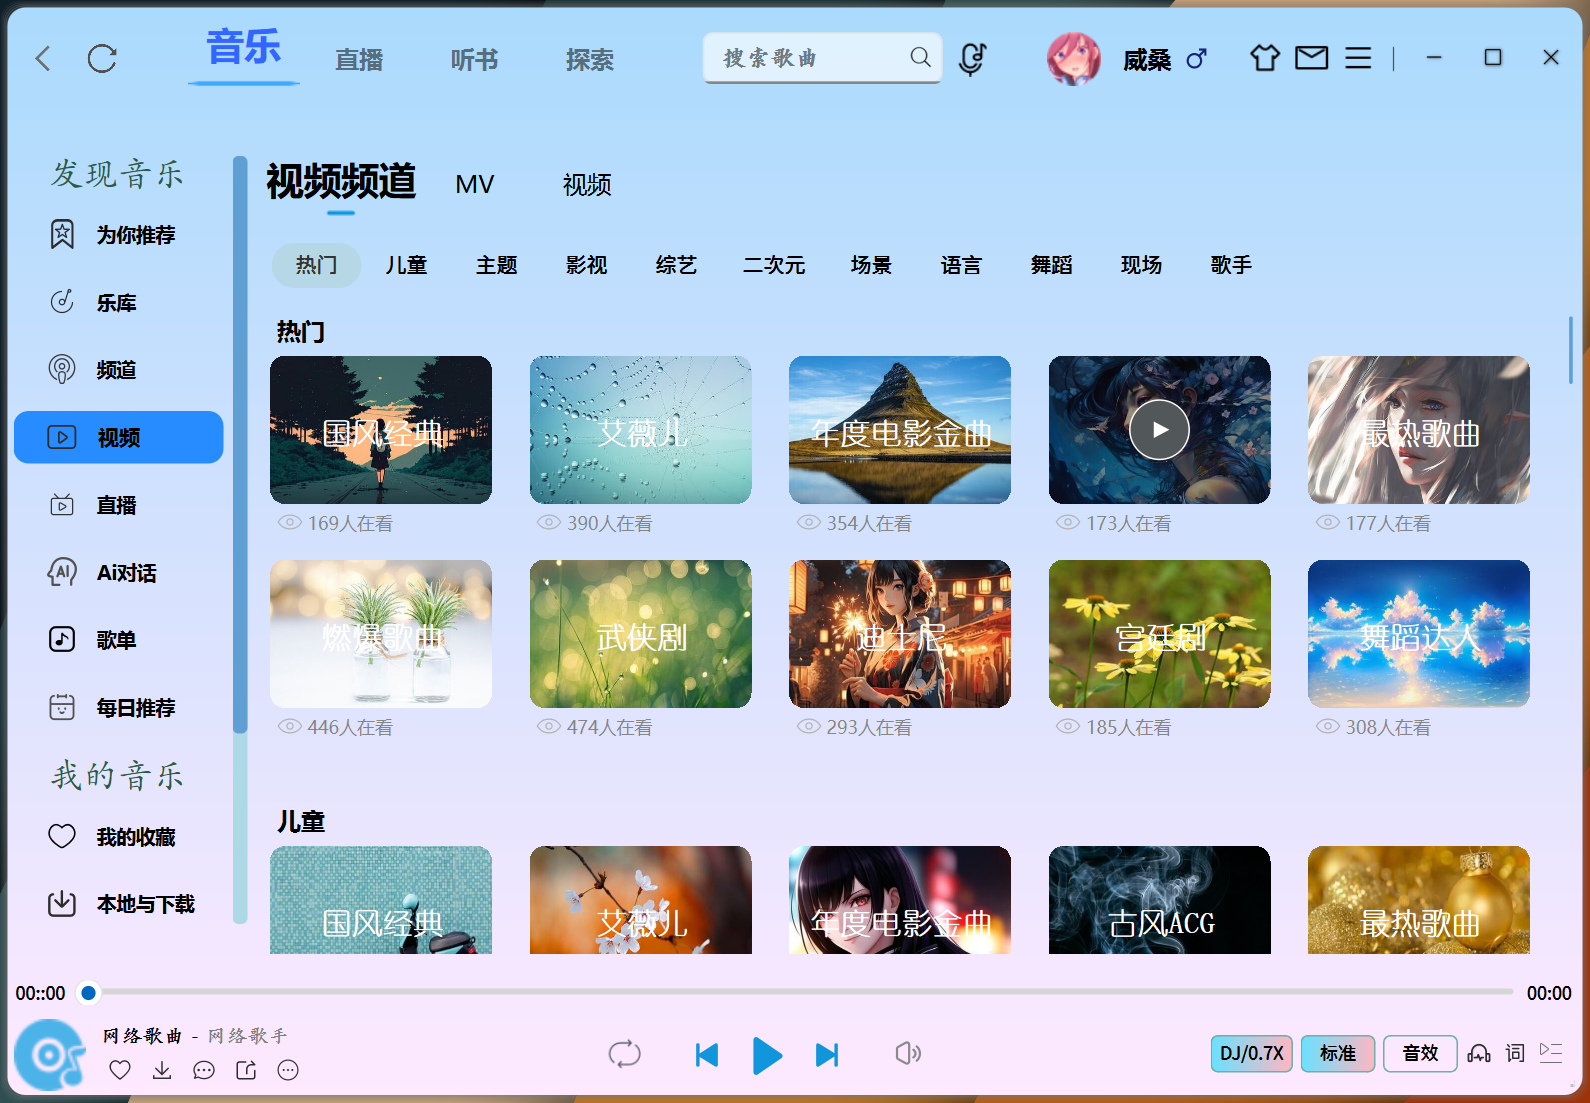 音乐
直播
听书
探索
搜索歌曲
威桑
发现音乐
为你推荐
乐库
频道
视频
直播
Ai对话
歌单
每日推荐
我的音乐
我的收藏
本地与下载
视频频道
MV
视频
热门
儿童
主题
影视
综艺
二次元
场景
语言
舞蹈
现场
歌手
热门
国风经典
艾薇儿
年度电影金曲
最热歌曲
169人在看
390人在看
354人在看
173人在看
177人在看
燃爆歌曲
武侠剧
迪士尼
宫廷剧
舞蹈达人
446人在看
474人在看
293人在看
185人在看
308人在看
儿童
国风经典
艾薇儿
年度电影金曲
古风ACG
最热歌曲
00::00
00:00
网络歌曲 - 网络歌手
DJ/0.7X
标准
音效
词